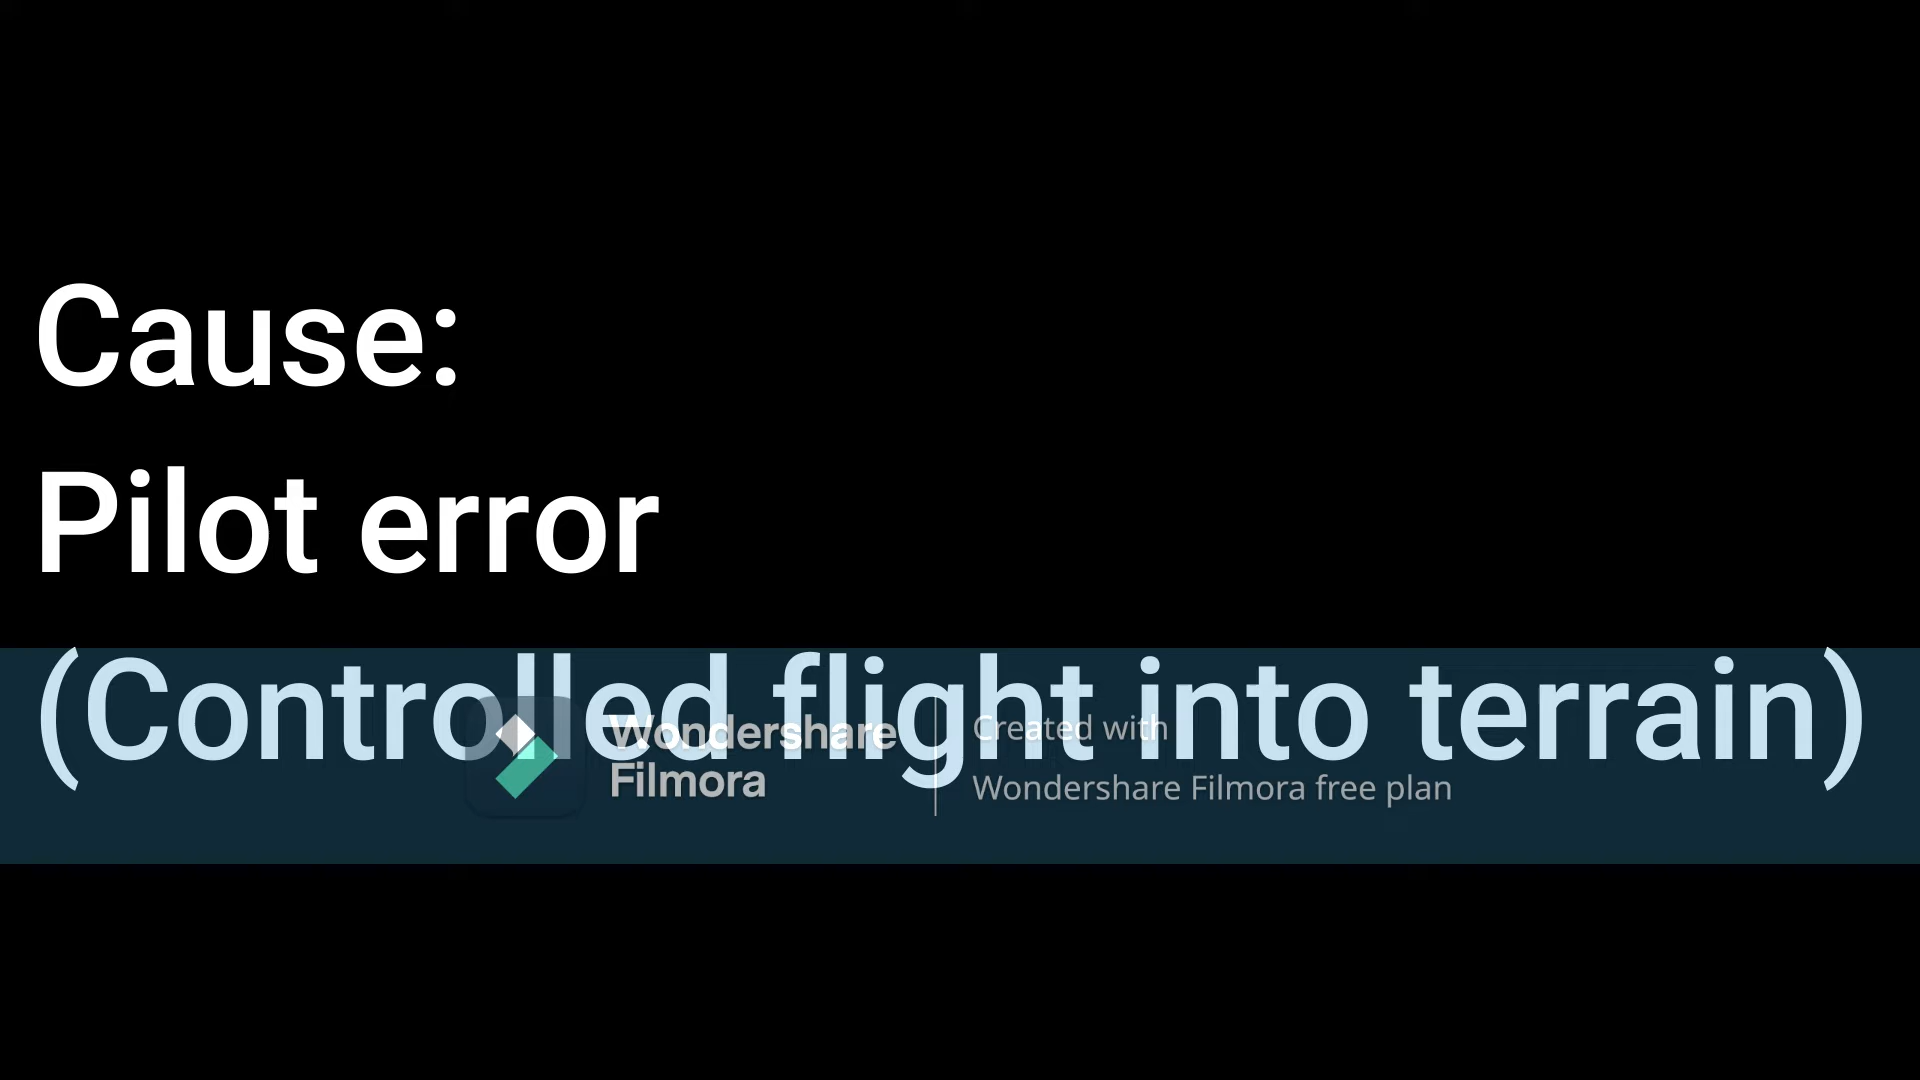 Cause:
Pilot error
(Controlled flight into terrain)
Wondershare
Filmora
Created with
Wondershare Filmora free plan